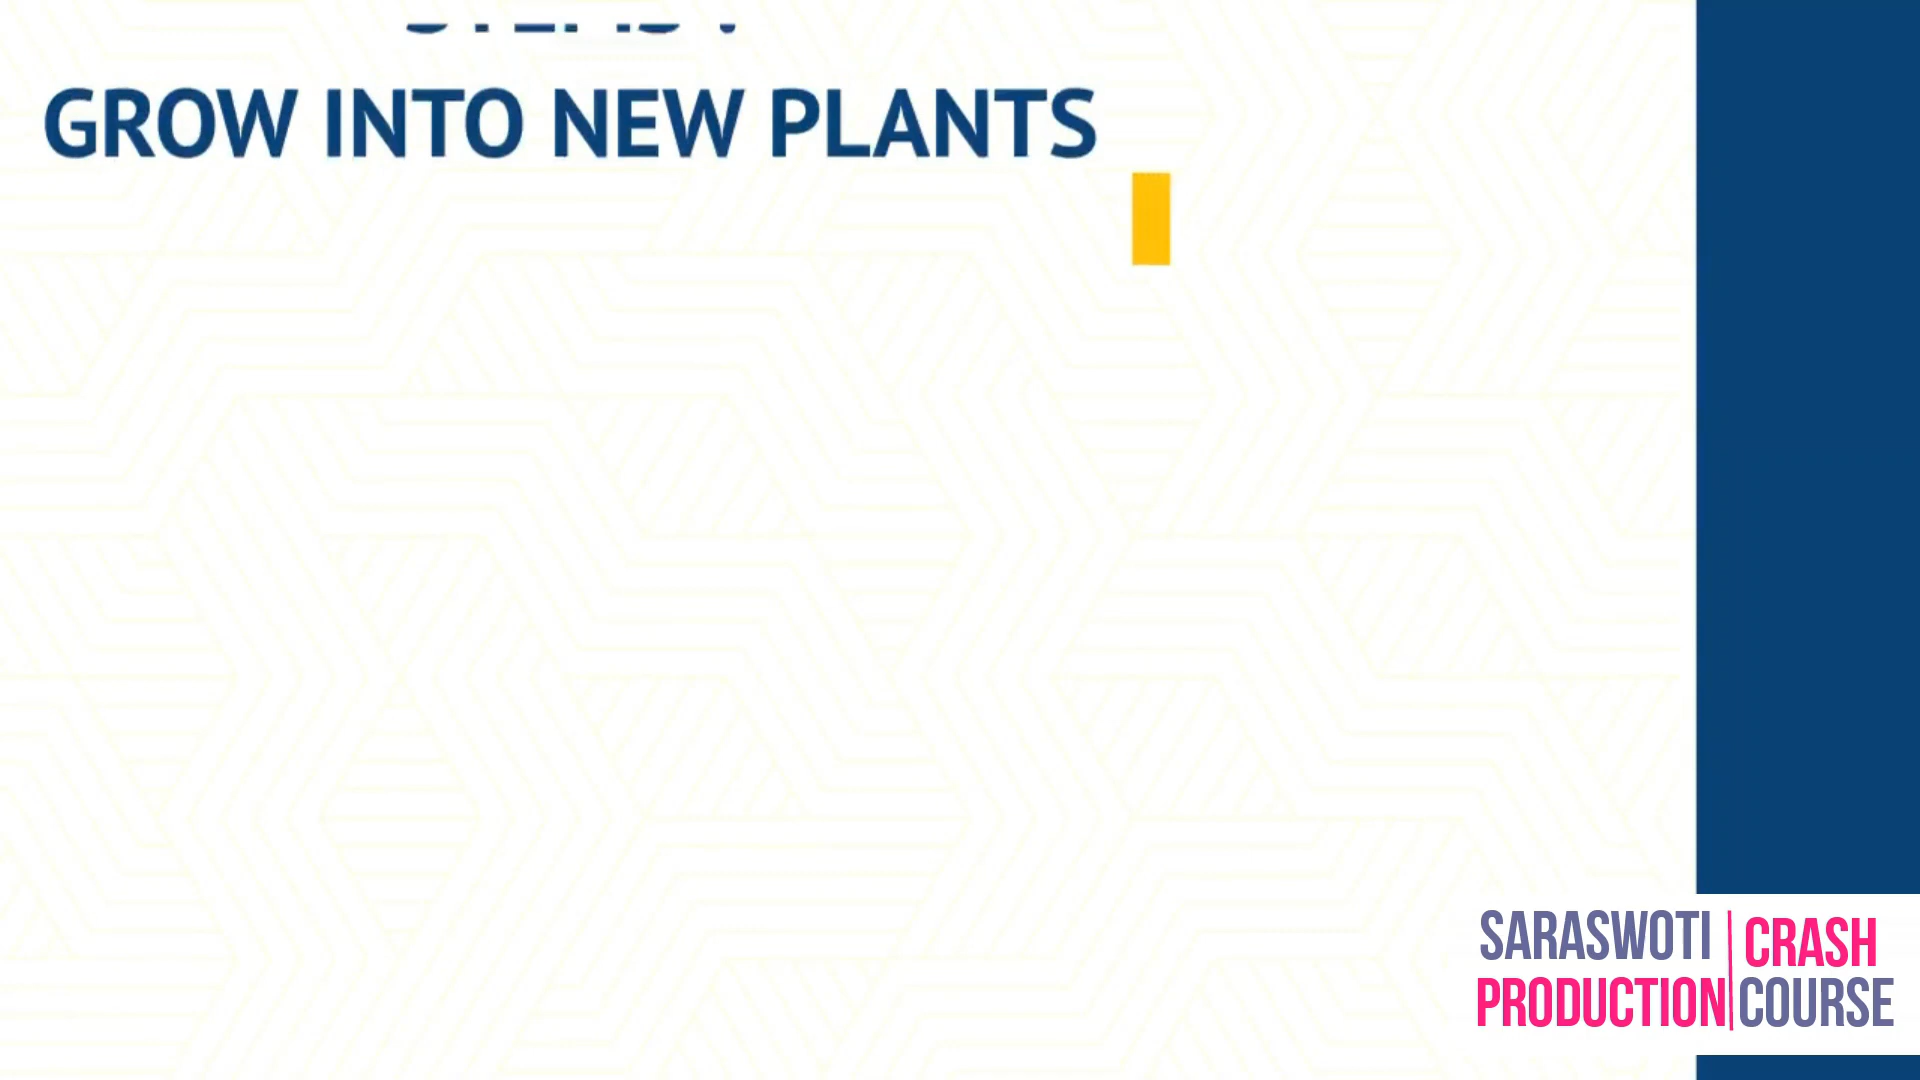 GROW INTO NEW PLANTS
SARASWOTI
PRODUCTION
CRASH
COURSE